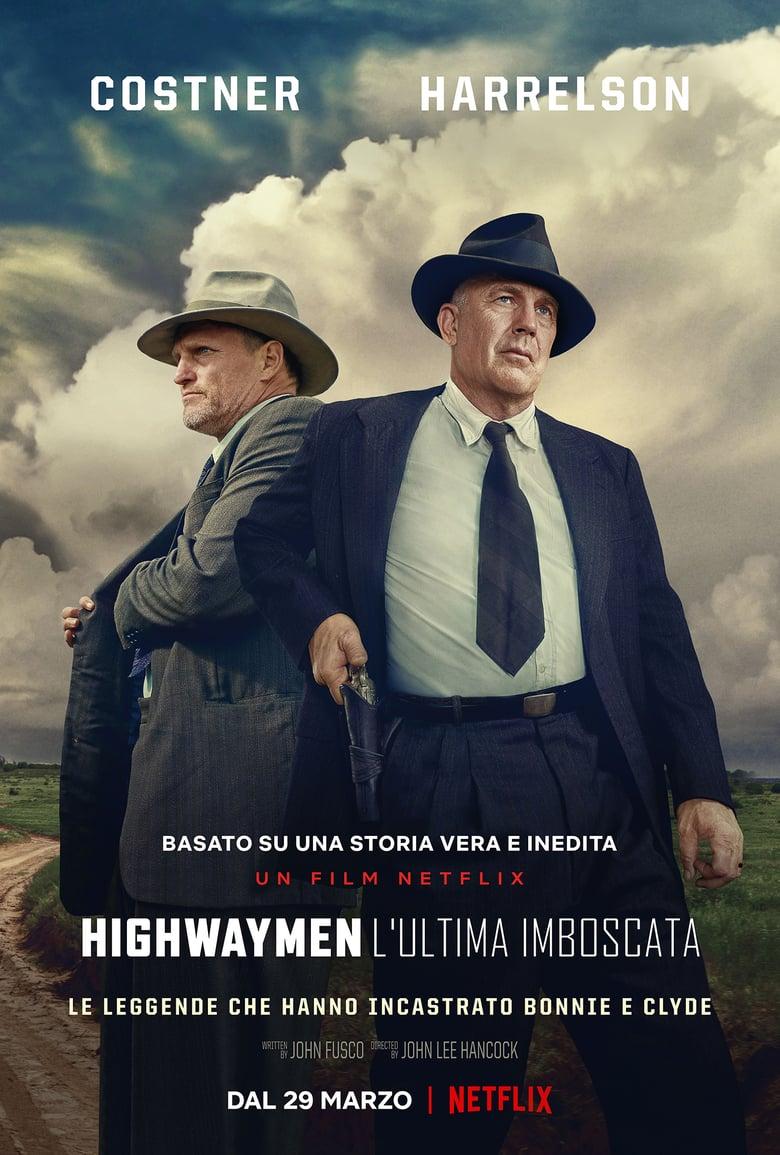 COSTNER HARRELSON
BASATO SU UNA STORIA VERA E INEDITA
UN FILM NETFLIX
HIGHWAYMEN L'ULTIMA IMBOSCATA
LE LEGGENDE CHE HANNO INCASTRATO BONNIE E CLYDE
WRITTEN BY JOHN FUSCO DIRECTED BY JOHN LEE HANCOCK
DAL 29 MARZO | NETFLIX